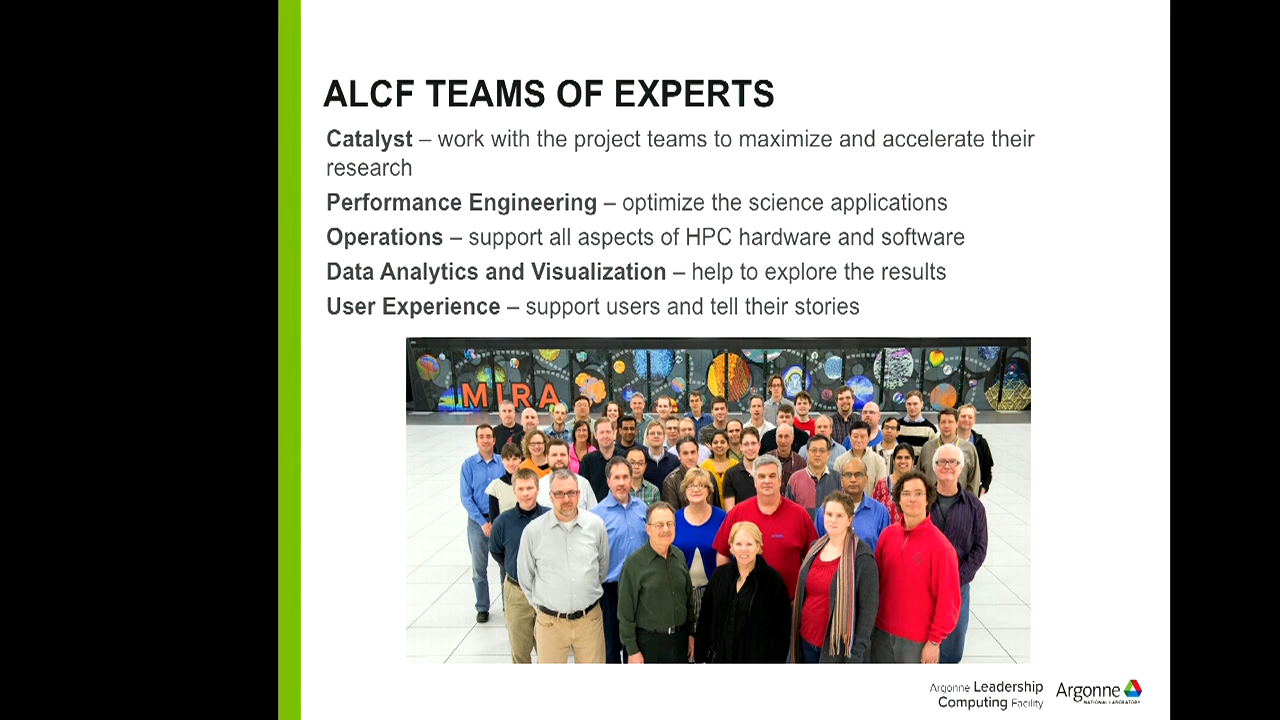 ALCF TEAMS OF EXPERTS
Catalyst – work with the project teams to maximize and accelerate their
research
Performance Engineering – optimize the science applications
Operations – support all aspects of HPC hardware and software
Data Analytics and Visualization – help to explore the results
User Experience – support users and tell their stories
MIRA
Argonne Leadership
Computing Facility
Argonne
NATIONAL LABORATORY